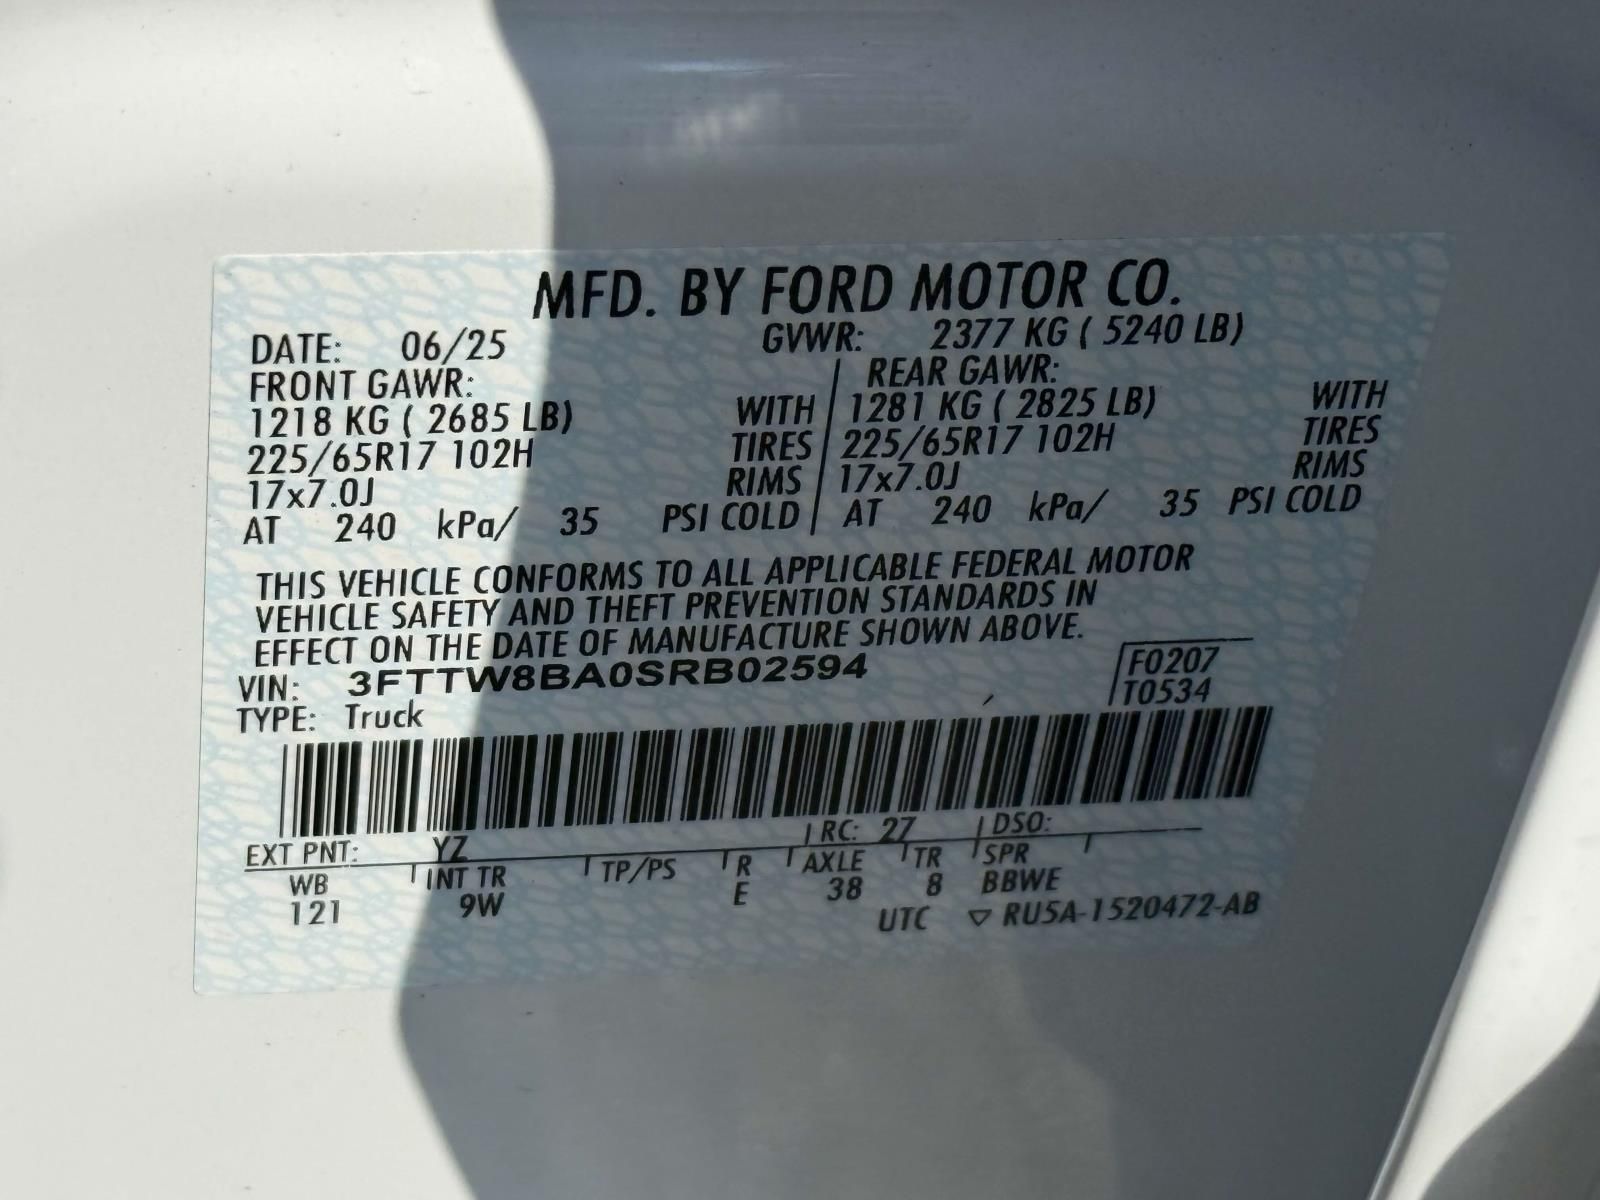 MFD. BY FORD MOTOR CO.
DATE: 06/25 GVWR: 2377 KG ( 5240 LB)
FRONT GAWR: REAR GAWR:
1218 KG ( 2685 LB) WITH 1281 KG ( 2825 LB) WITH
225/65R17 102H TIRES 225/65R17 102H TIRES
17x7.0J RIMS 17x7.0J RIMS
AT 240 kPa/ 35 PSI COLD AT 240 kPa/ 35 PSI COLD
THIS VEHICLE CONFORMS TO ALL APPLICABLE FEDERAL MOTOR
VEHICLE SAFETY AND THEFT PREVENTION STANDARDS IN
EFFECT ON THE DATE OF MANUFACTURE SHOWN ABOVE.
VIN: 3FTTW8BA0SRB02594 F0207
TYPE: Truck T0534
EXT PNT: YZ RC: 27 DSO:
WB INT TR TP/PS R AXLE TR SPR
121 9W E 38 8 BBWE
UTC ▽ RU5A-1520472-AB